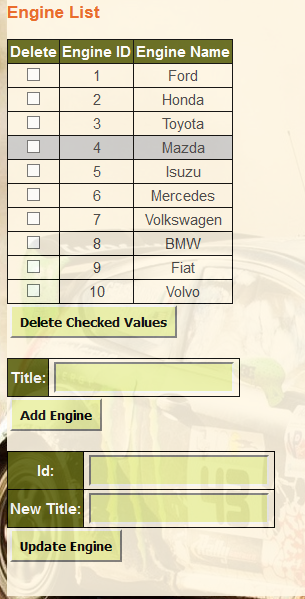 Engine List
Delete Engine ID Engine Name
1 Ford
2 Honda
3 Toyota
4 Mazda
5 Isuzu
6 Mercedes
7 Volkswagen
8 BMW
9 Fiat
10 Volvo
Delete Checked Values
Title:
Add Engine
Id:
New Title:
Update Engine